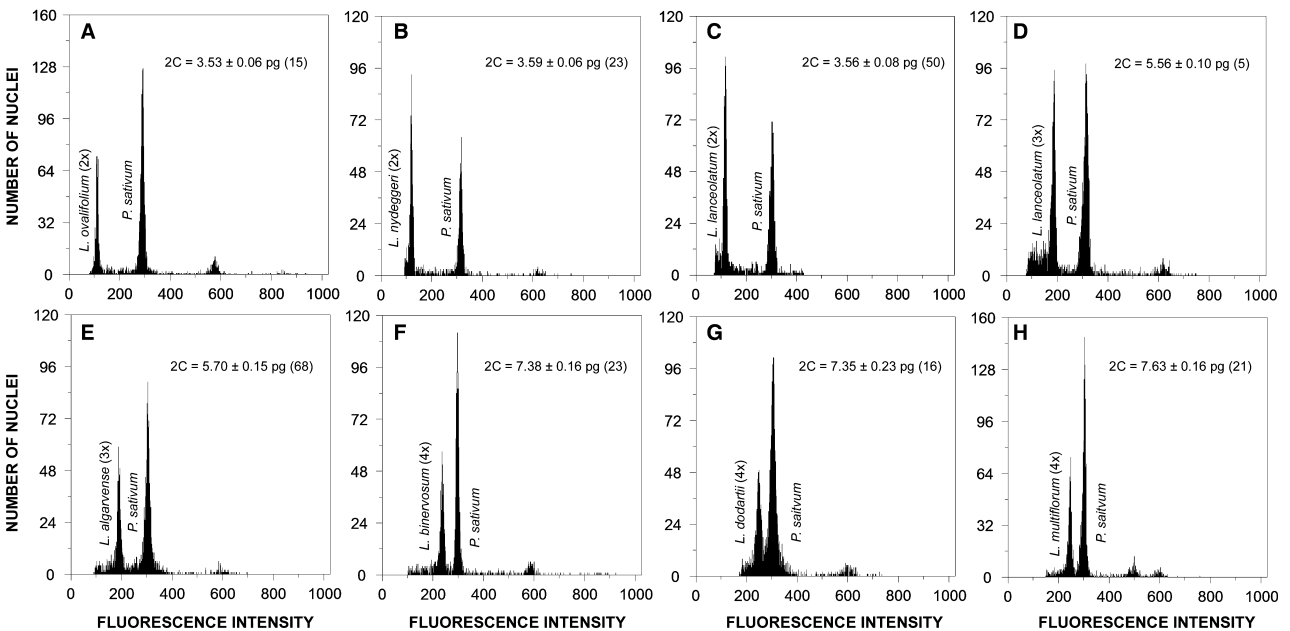 A
2C = 3.53 ± 0.06 pg (15)
L. ovalifolium (2x)
P. sativum
NUMBER OF NUCLEI
160
128
96
64
32
0
0 200 400 600 800 1000
B
2C = 3.59 ± 0.06 pg (23)
L. nydeggeri (2x)
P. sativum
120
96
72
48
24
0
0 200 400 600 800 1000
C
2C = 3.56 ± 0.08 pg (50)
L. lanceolatum (2x)
P. sativum
120
96
72
48
24
0
0 200 400 600 800 1000
D
2C = 5.56 ± 0.10 pg (5)
L. lanceolatum (3x)
P. sativum
120
96
72
48
24
0
0 200 400 600 800 1000
E
2C = 5.70 ± 0.15 pg (68)
L. algarvense (3x)
P. sativum
NUMBER OF NUCLEI
120
96
72
48
24
0
0 200 400 600 800 1000
FLUORESCENCE INTENSITY
F
2C = 7.38 ± 0.16 pg (23)
L. binervosum (4x)
P. sativum
120
96
72
48
24
0
0 200 400 600 800 1000
FLUORESCENCE INTENSITY
G
2C = 7.35 ± 0.23 pg (16)
L. dodartii (4x)
P. saitvum
120
96
72
48
24
0
0 200 400 600 800 1000
FLUORESCENCE INTENSITY
H
2C = 7.63 ± 0.16 pg (21)
L. multiflorum (4x)
P. saitvum
160
128
96
64
32
0
0 200 400 600 800 1000
FLUORESCENCE INTENSITY